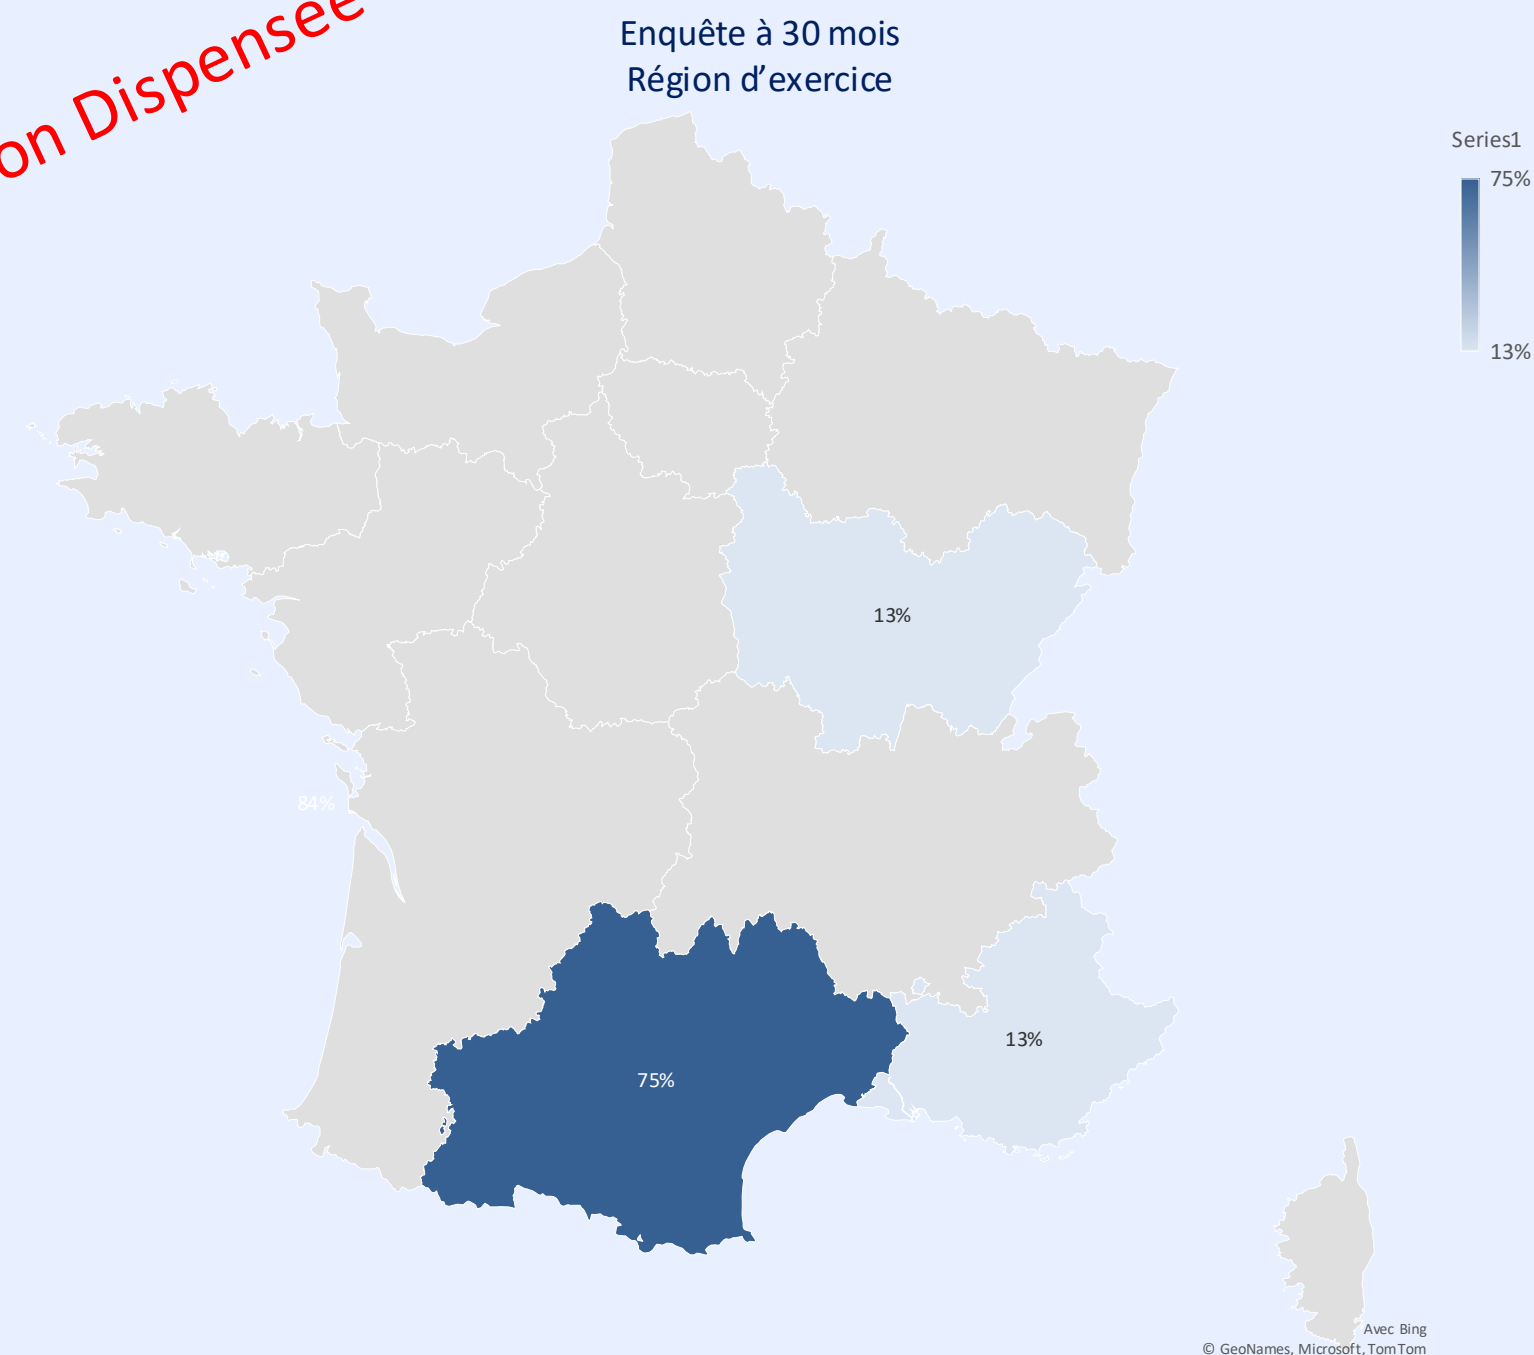 on Dispensée
Enquête à 30 mois
Région d’exercice
Series1
75%
13%
13%
84%
13%
75%
Avec Bing
© GeoNames, Microsoft, TomTom